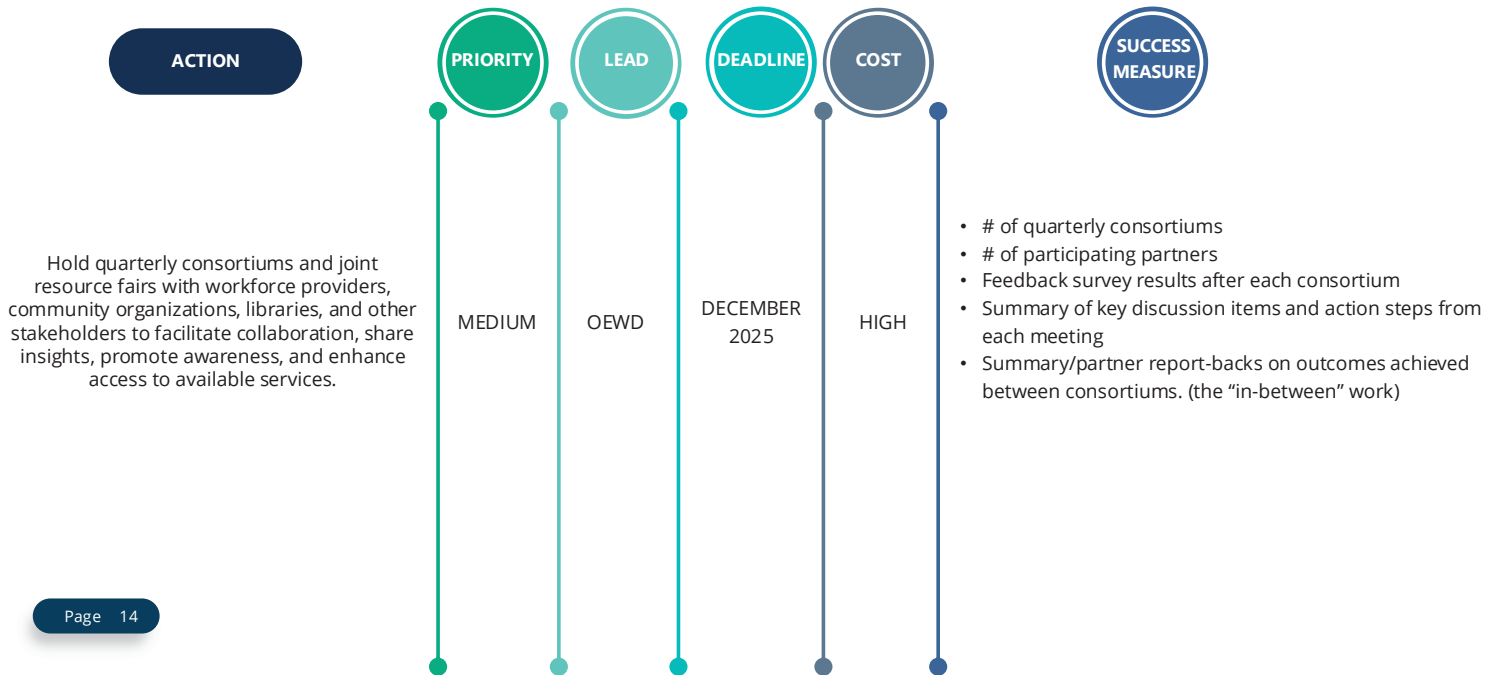 ACTION
PRIORITY
LEAD
DEADLINE
COST
SUCCESS
MEASURE
Hold quarterly consortiums and joint
resource fairs with workforce providers,
community organizations, libraries, and other
stakeholders to facilitate collaboration, share
insights, promote awareness, and enhance
access to available services.
MEDIUM
OEWD
DECEMBER
2025
HIGH
• # of quarterly consortiums
• # of participating partners
• Feedback survey results after each consortium
• Summary of key discussion items and action steps from
each meeting
• Summary/partner report-backs on outcomes achieved
between consortiums. (the “in-between” work)
Page 14